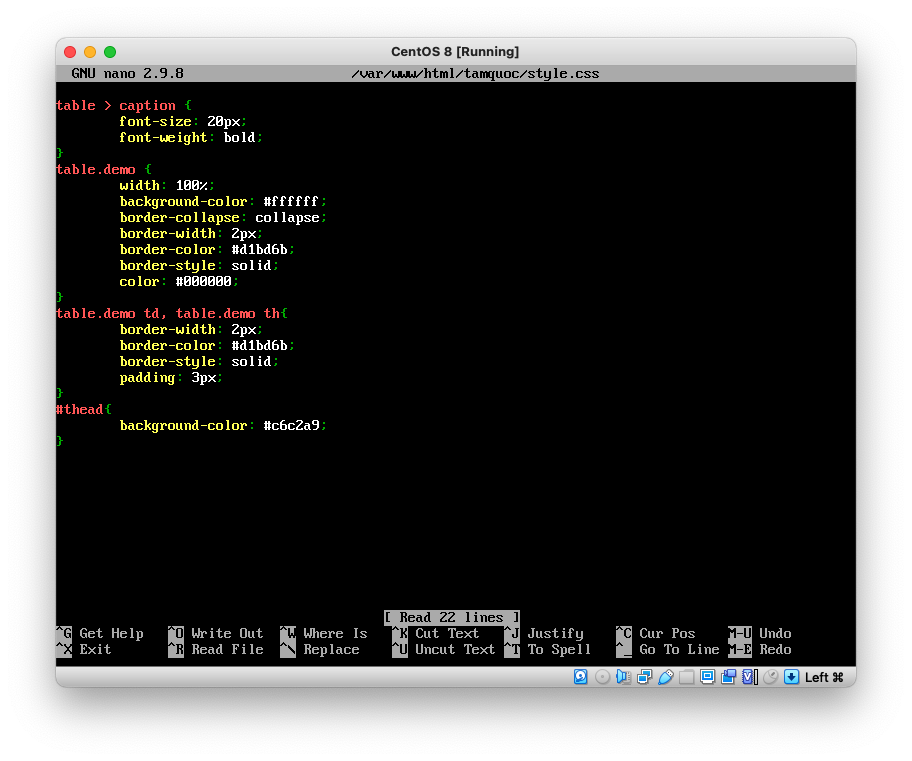 CentOS 8 [Running]
GNU nano 2.9.8 /var/www/html/tamquoc/style.css
table > caption {
font-size: 20px;
font-weight: bold;
}
table.demo {
width: 100%;
background-color: #ffffff;
border-collapse: collapse;
border-width: 2px;
border-color: #d1bd6b;
border-style: solid;
color: #000000;
}
table.demo td, table.demo th{
border-width: 2px;
border-color: #d1bd6b;
border-style: solid;
padding: 3px;
}
#thead{
background-color: #c6c2a9;
}
[ Read 22 lines ]
^G Get Help ^O Write Out ^W Where Is ^K Cut Text ^J Justify ^C Cur Pos M-U Undo
^X Exit ^R Read File ^\ Replace ^U Uncut Text ^T To Spell ^_ Go To Line M-E Redo
Left ⌘